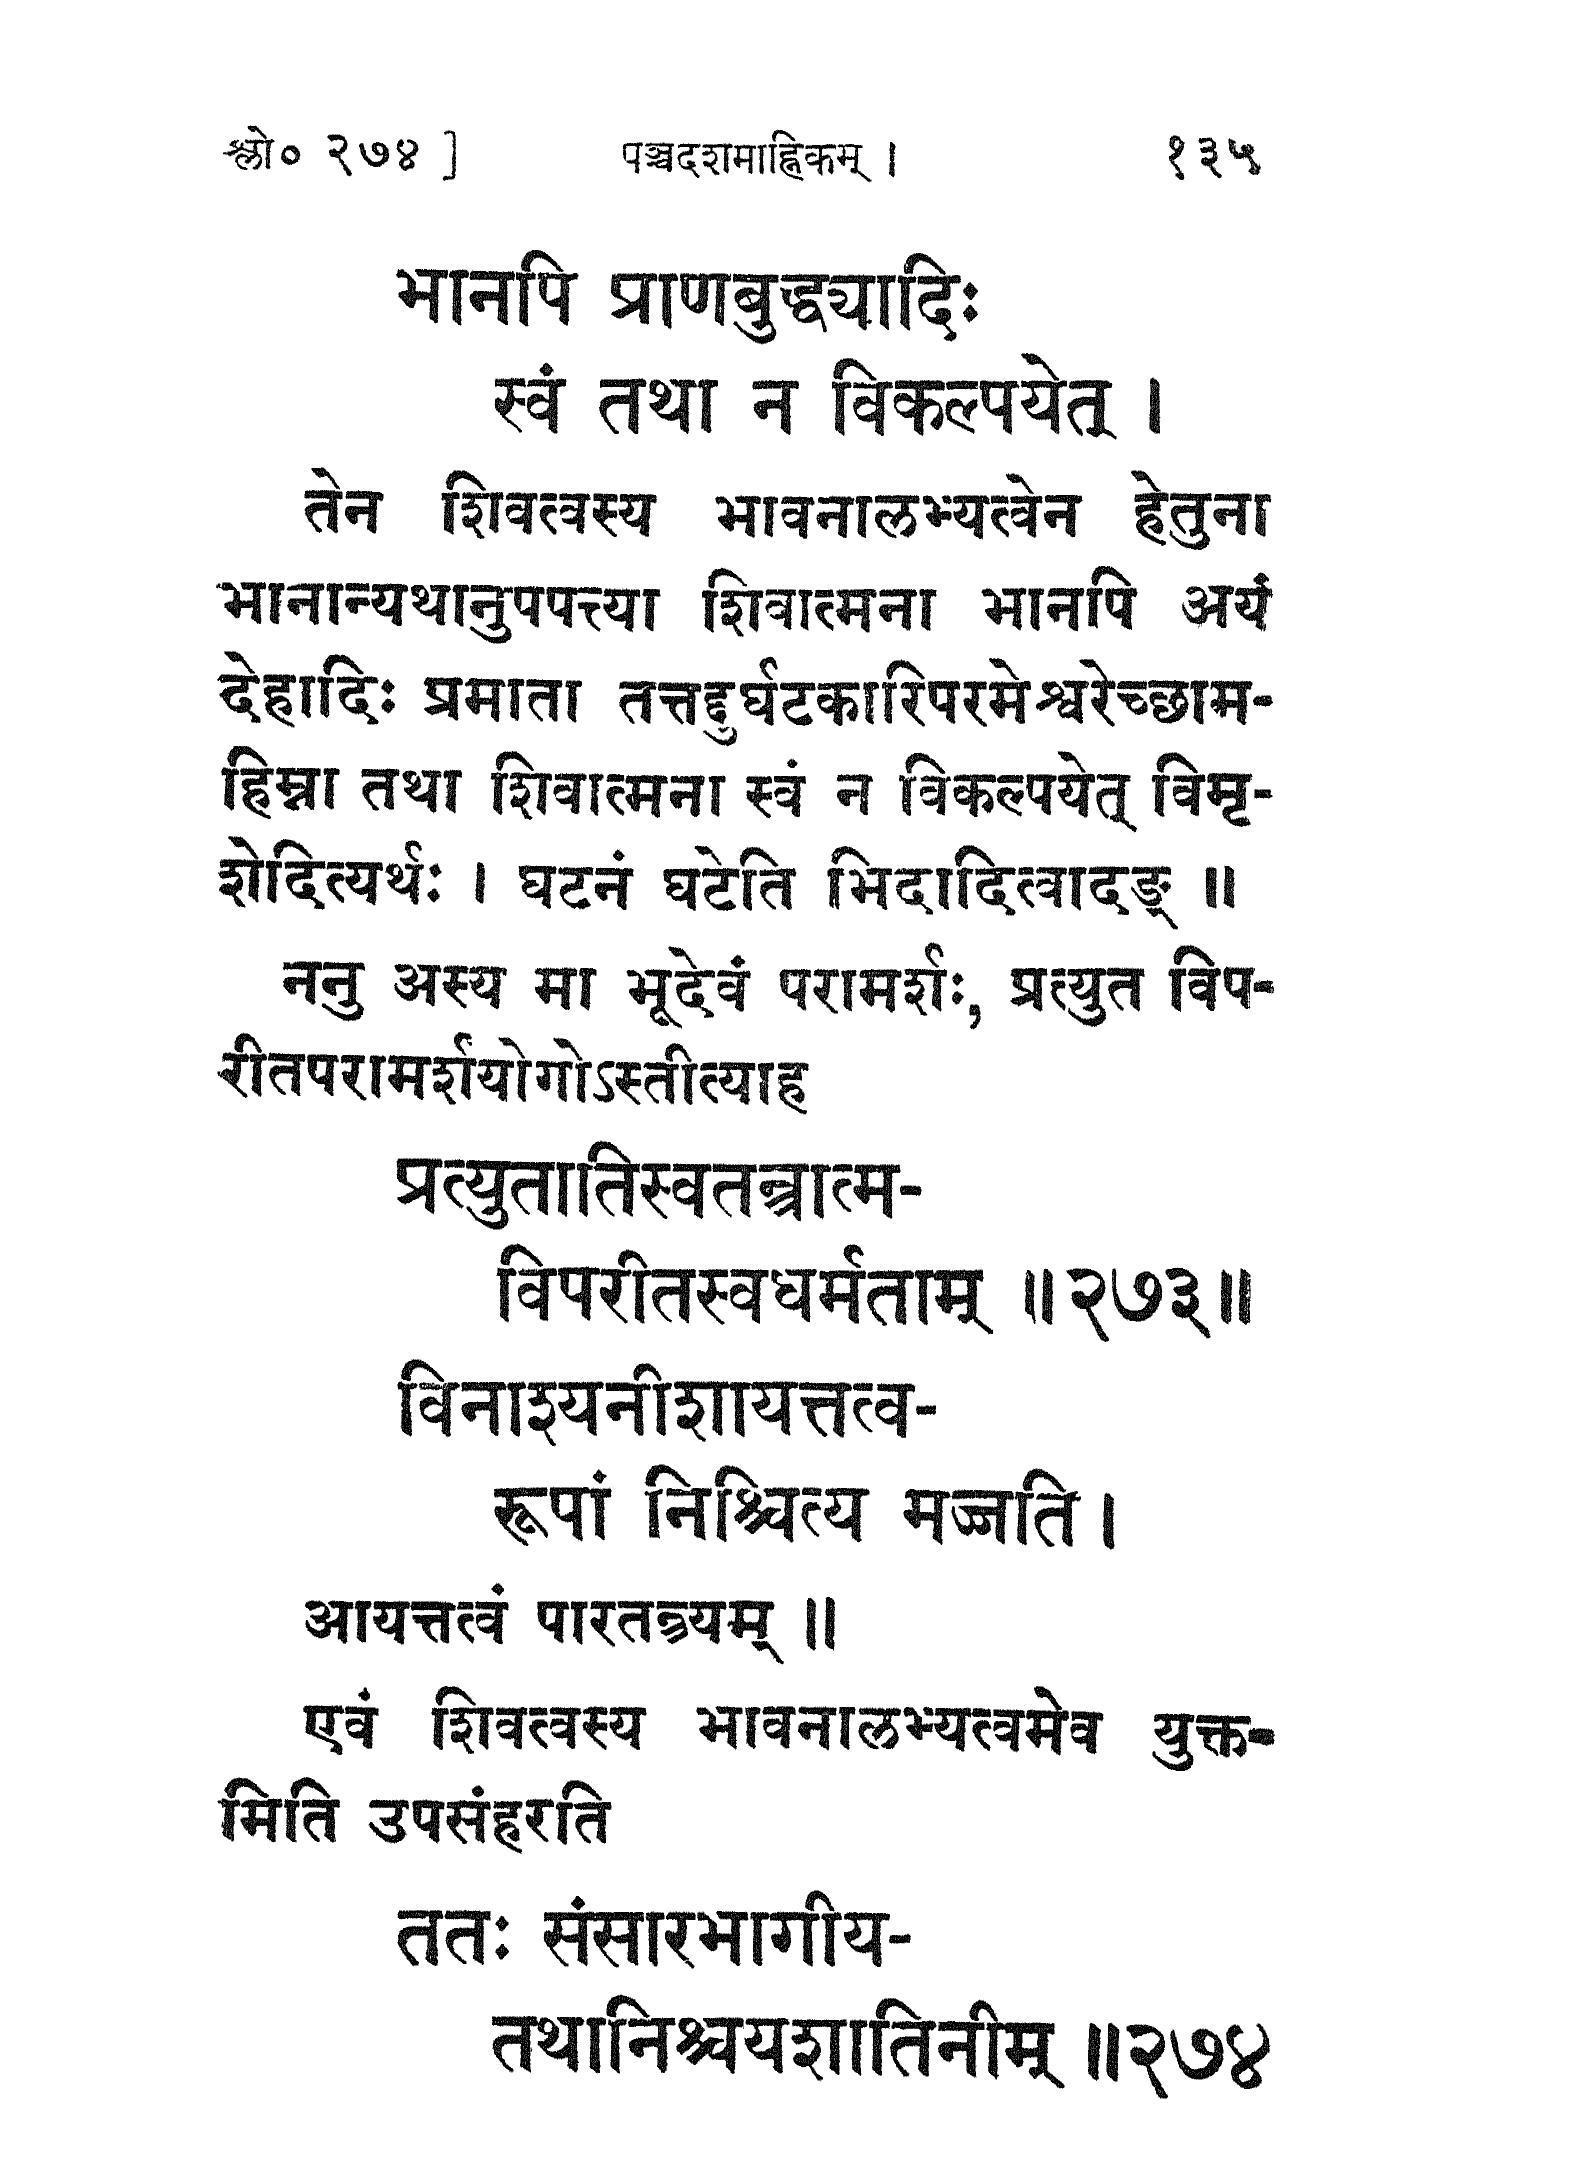 श्लो० २७४ ] पञ्चदशमाह्निकम् । १३५
भानपि प्राणबुद्ध्यादिः
स्वं तथा न विकल्पयेत् ।
तेन शिवत्वस्य भावनालभ्यत्वेन हेतुना
भानान्यथानुपपत्त्या शिवात्मना भानपि अयं
देहादिः प्रमाता तत्तद्दुर्घटकारिपरमेश्वरेच्छाम-
हिम्ना तथा शिवात्मना स्वं न विकल्पयेत् विमृ-
शेदित्यर्थः । घटनं घटेति भिदादित्वादङ् ॥
ननु अस्य मा भूदेवं परामर्शः, प्रत्युत विप-
रीतपरामर्शयोगोऽस्तीत्याह
प्रत्युतातिस्वतन्त्रात्म-
विपरीतस्वधर्मताम् ॥२७३॥
विनाश्यनीशायत्तत्व-
रूपां निश्चित्य मज्जति ।
आयत्तत्वं पारतन्त्र्यम् ॥
एवं शिवत्वस्य भावनालभ्यत्वमेव युक्त-
मिति उपसंहरति
ततः संसारभागीय-
तथानिश्चयशातिनीम् ॥२७४